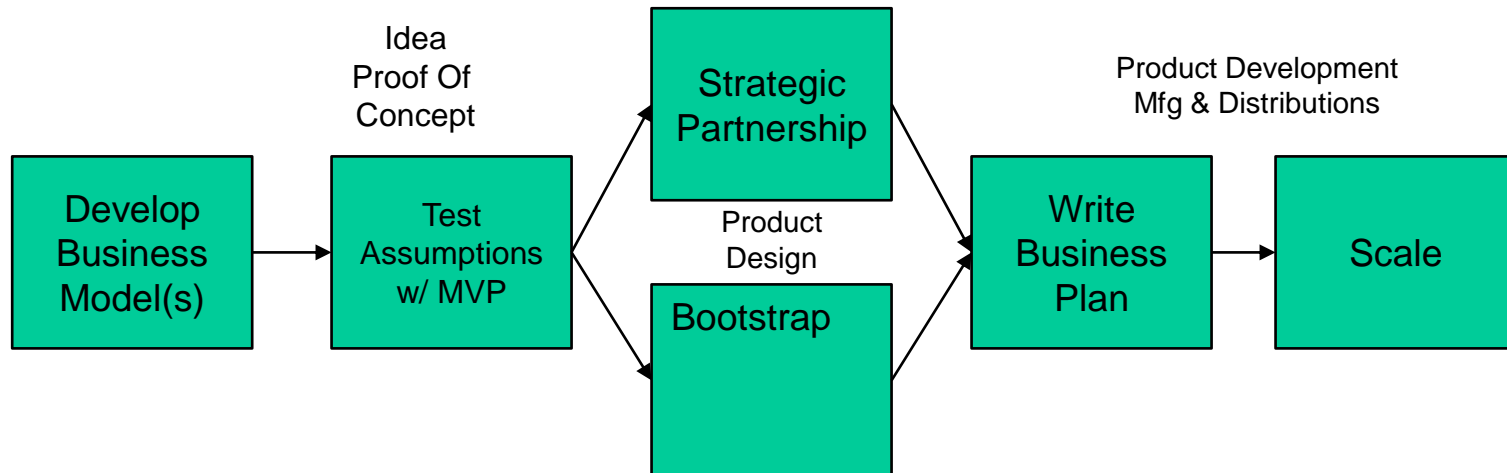 Idea
Proof Of
Concept
Strategic
Partnership
Product Development
Mfg & Distributions
Develop
Business
Model(s)
Test
Assumptions
w/ MVP
Product
Design
Bootstrap
Write
Business
Plan
Scale